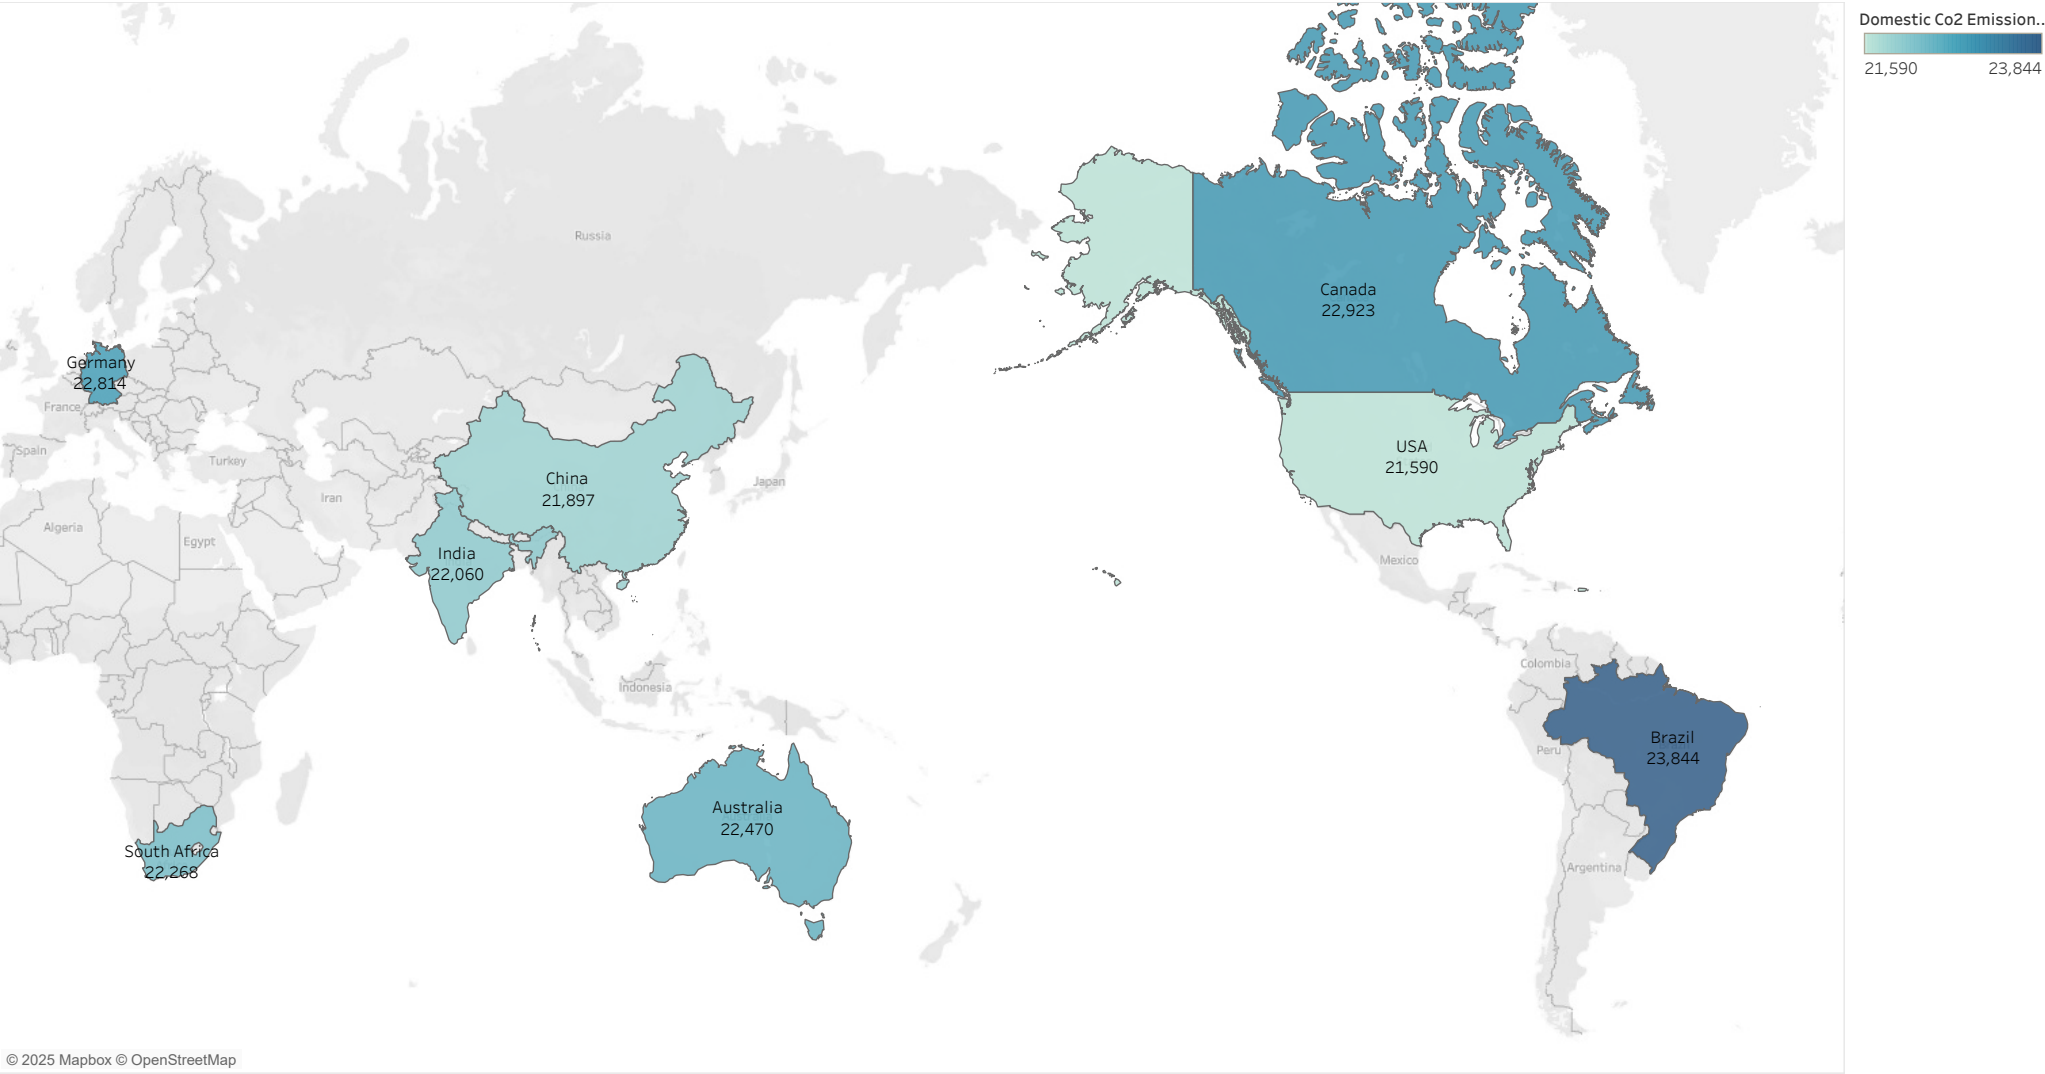 Domestic Co2 Emission..
21,590 23,844
Russia
Canada
22,923
Germany
22,814
France
Spain
Turkey
USA
21,590
China
21,897
Japan
Iran
Algeria
Egypt
India
22,060
Mexico
Colombia
Indonesia
Brazil
23,844
Peru
Australia
22,470
South Africa
22,268
Argentina
© 2025 Mapbox © OpenStreetMap